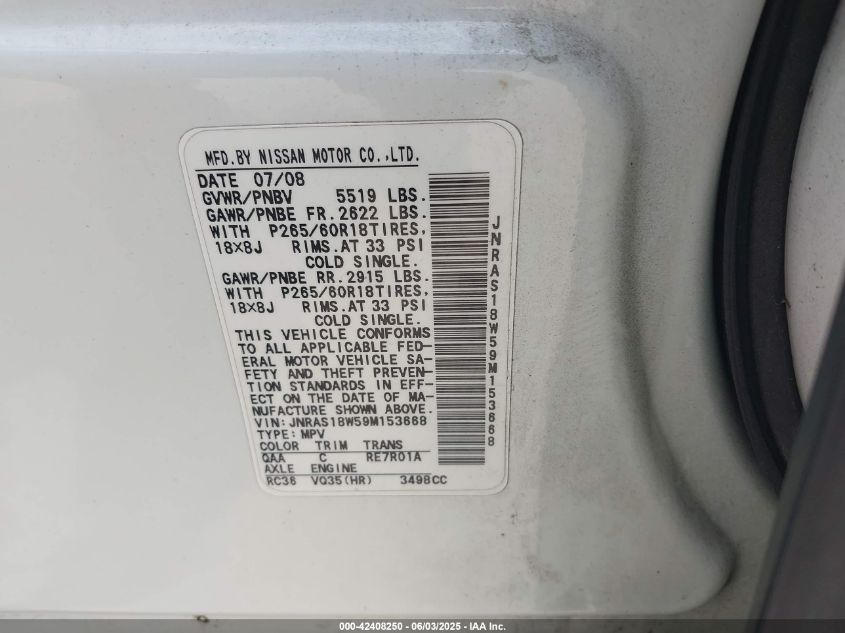 MFD.BY NISSAN MOTOR CO.,LTD.
DATE 07/08
GVWR/PNBV 5519 LBS.
GAWR/PNBE FR. 2622 LBS.
WITH P265/60R18TIRES,
18X8J RIMS. AT 33 PSI
COLD SINGLE.
GAWR/PNBE RR. 2915 LBS.
WITH P265/60R18TIRES,
18X8J RIMS. AT 33 PSI
COLD SINGLE.
THIS VEHICLE CONFORMS
TO ALL APPLICABLE FED-
ERAL MOTOR VEHICLE SA-
FETY AND THEFT PREVEN-
TION STANDARDS IN EFF-
ECT ON THE DATE OF MA-
NUFACTURE SHOWN ABOVE.
VIN: JNRAS18W59M153668
TYPE: MPV
COLOR TRIM TRANS
QAA C RE7R01A
AXLE ENGINE
RC36 VQ35(HR) 3498CC
JNRAS18W59M153668
000-42408250 - 06/03/2025 - IAA Inc.